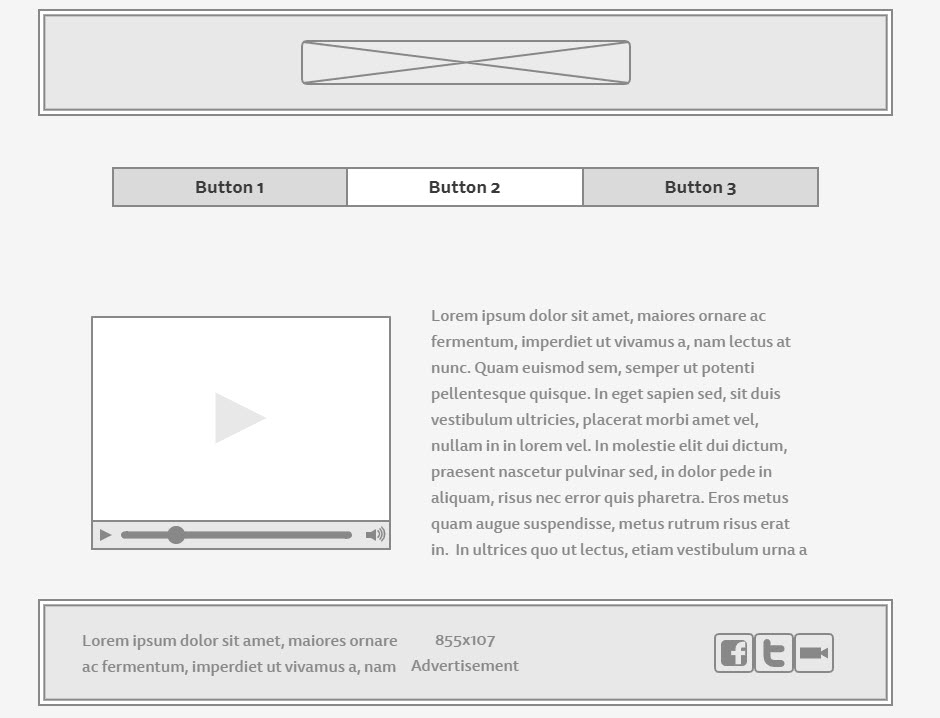 Button 1
Button 2
Button 3
Lorem ipsum dolor sit amet, maiores ornare ac
fermentum, imperdiet ut vivamus a, nam lectus at
nunc. Quam euismod sem, semper ut potenti
pellentesque quisque. In eget sapien sed, sit duis
vestibulum ultricies, placerat morbi amet vel,
nullam in in lorem vel. In molestie elit dui dictum,
praesent nascetur pulvinar sed, in dolor pede in
aliquam, risus nec error quis pharetra. Eros metus
quam augue suspendisse, metus rutrum risus erat
in.  In ultrices quo ut lectus, etiam vestibulum urna a
Lorem ipsum dolor sit amet, maiores ornare
ac fermentum, imperdiet ut vivamus a, nam
855x107
Advertisement